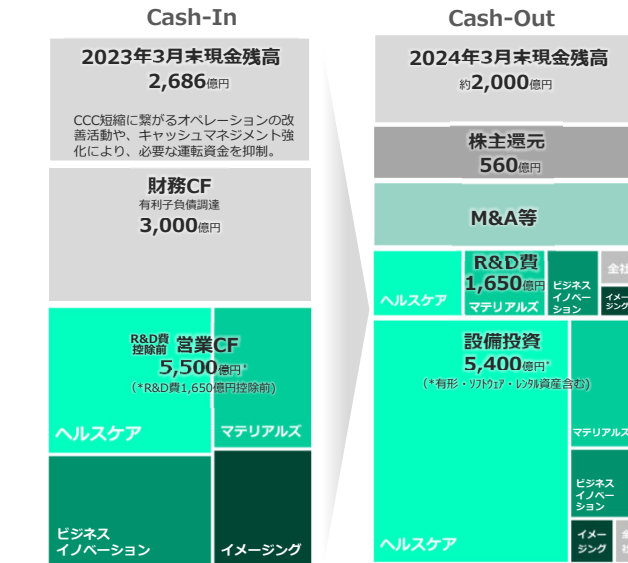 Cash-In
2023年3月末現金残高
2,686億円
CCC短縮に繋がるオペレーションの改
善活動や、キャッシュマネジメント強
化により、必要な運転資金を抑制。
財務CF
有利子負債調達
3,000億円
R&D費
控除前 営業CF
5,500億円*
(*R&D費1,650億円控除前)
ヘルスケア
マテリアルズ
ビジネス
イノベーション
イメージング
Cash-Out
2024年3月末現金残高
約2,000億円
株主還元
560億円
M&A等
R&D費
1,650億円
ヘルスケア
マテリアルズ
ビジネス
イノベー
ション
全社
イメー
ジング
設備投資
5,400億円*
(*有形・ソフトウェア・レンタル資産含む)
ヘルスケア
マテリアルズ
ビジネス
イノベー
ション
イメー
ジング
社